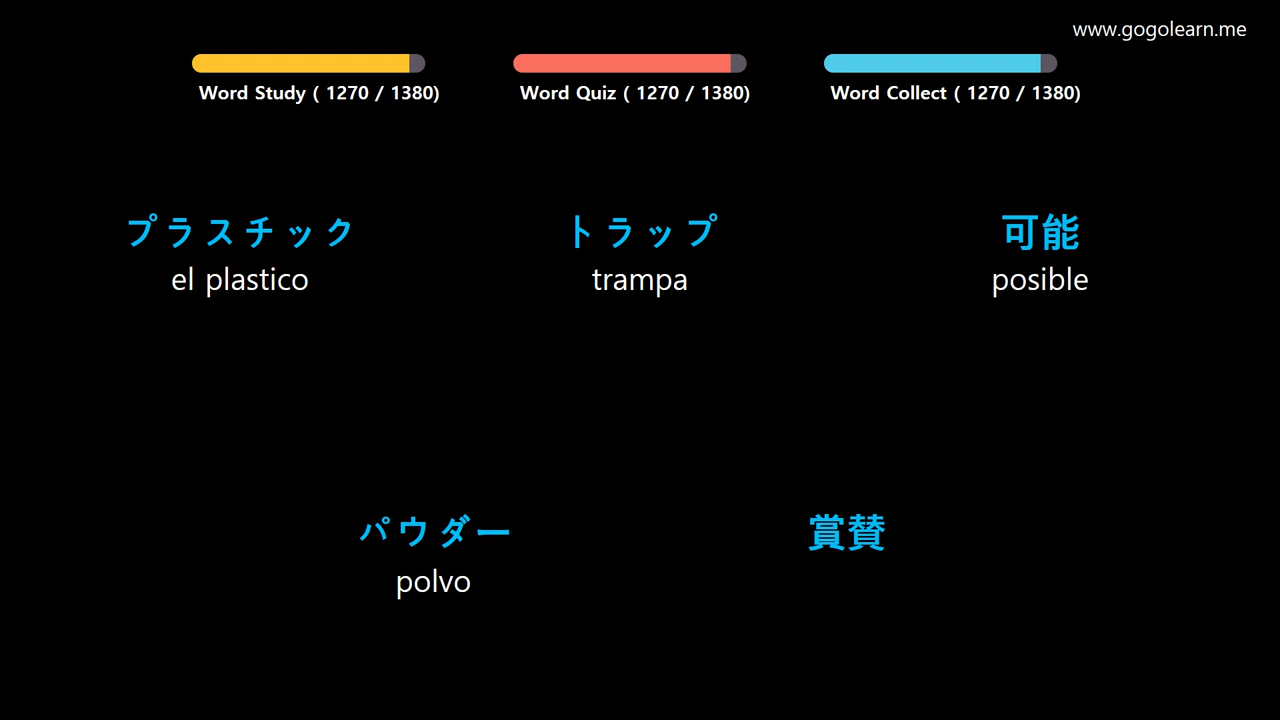 www.gogolearn.me
Word Study ( 1270 / 1380)
Word Quiz ( 1270 / 1380)
Word Collect ( 1270 / 1380)
プラスチック
el plastico
トラップ
trampa
可能
posible
パウダー
polvo
賞賛